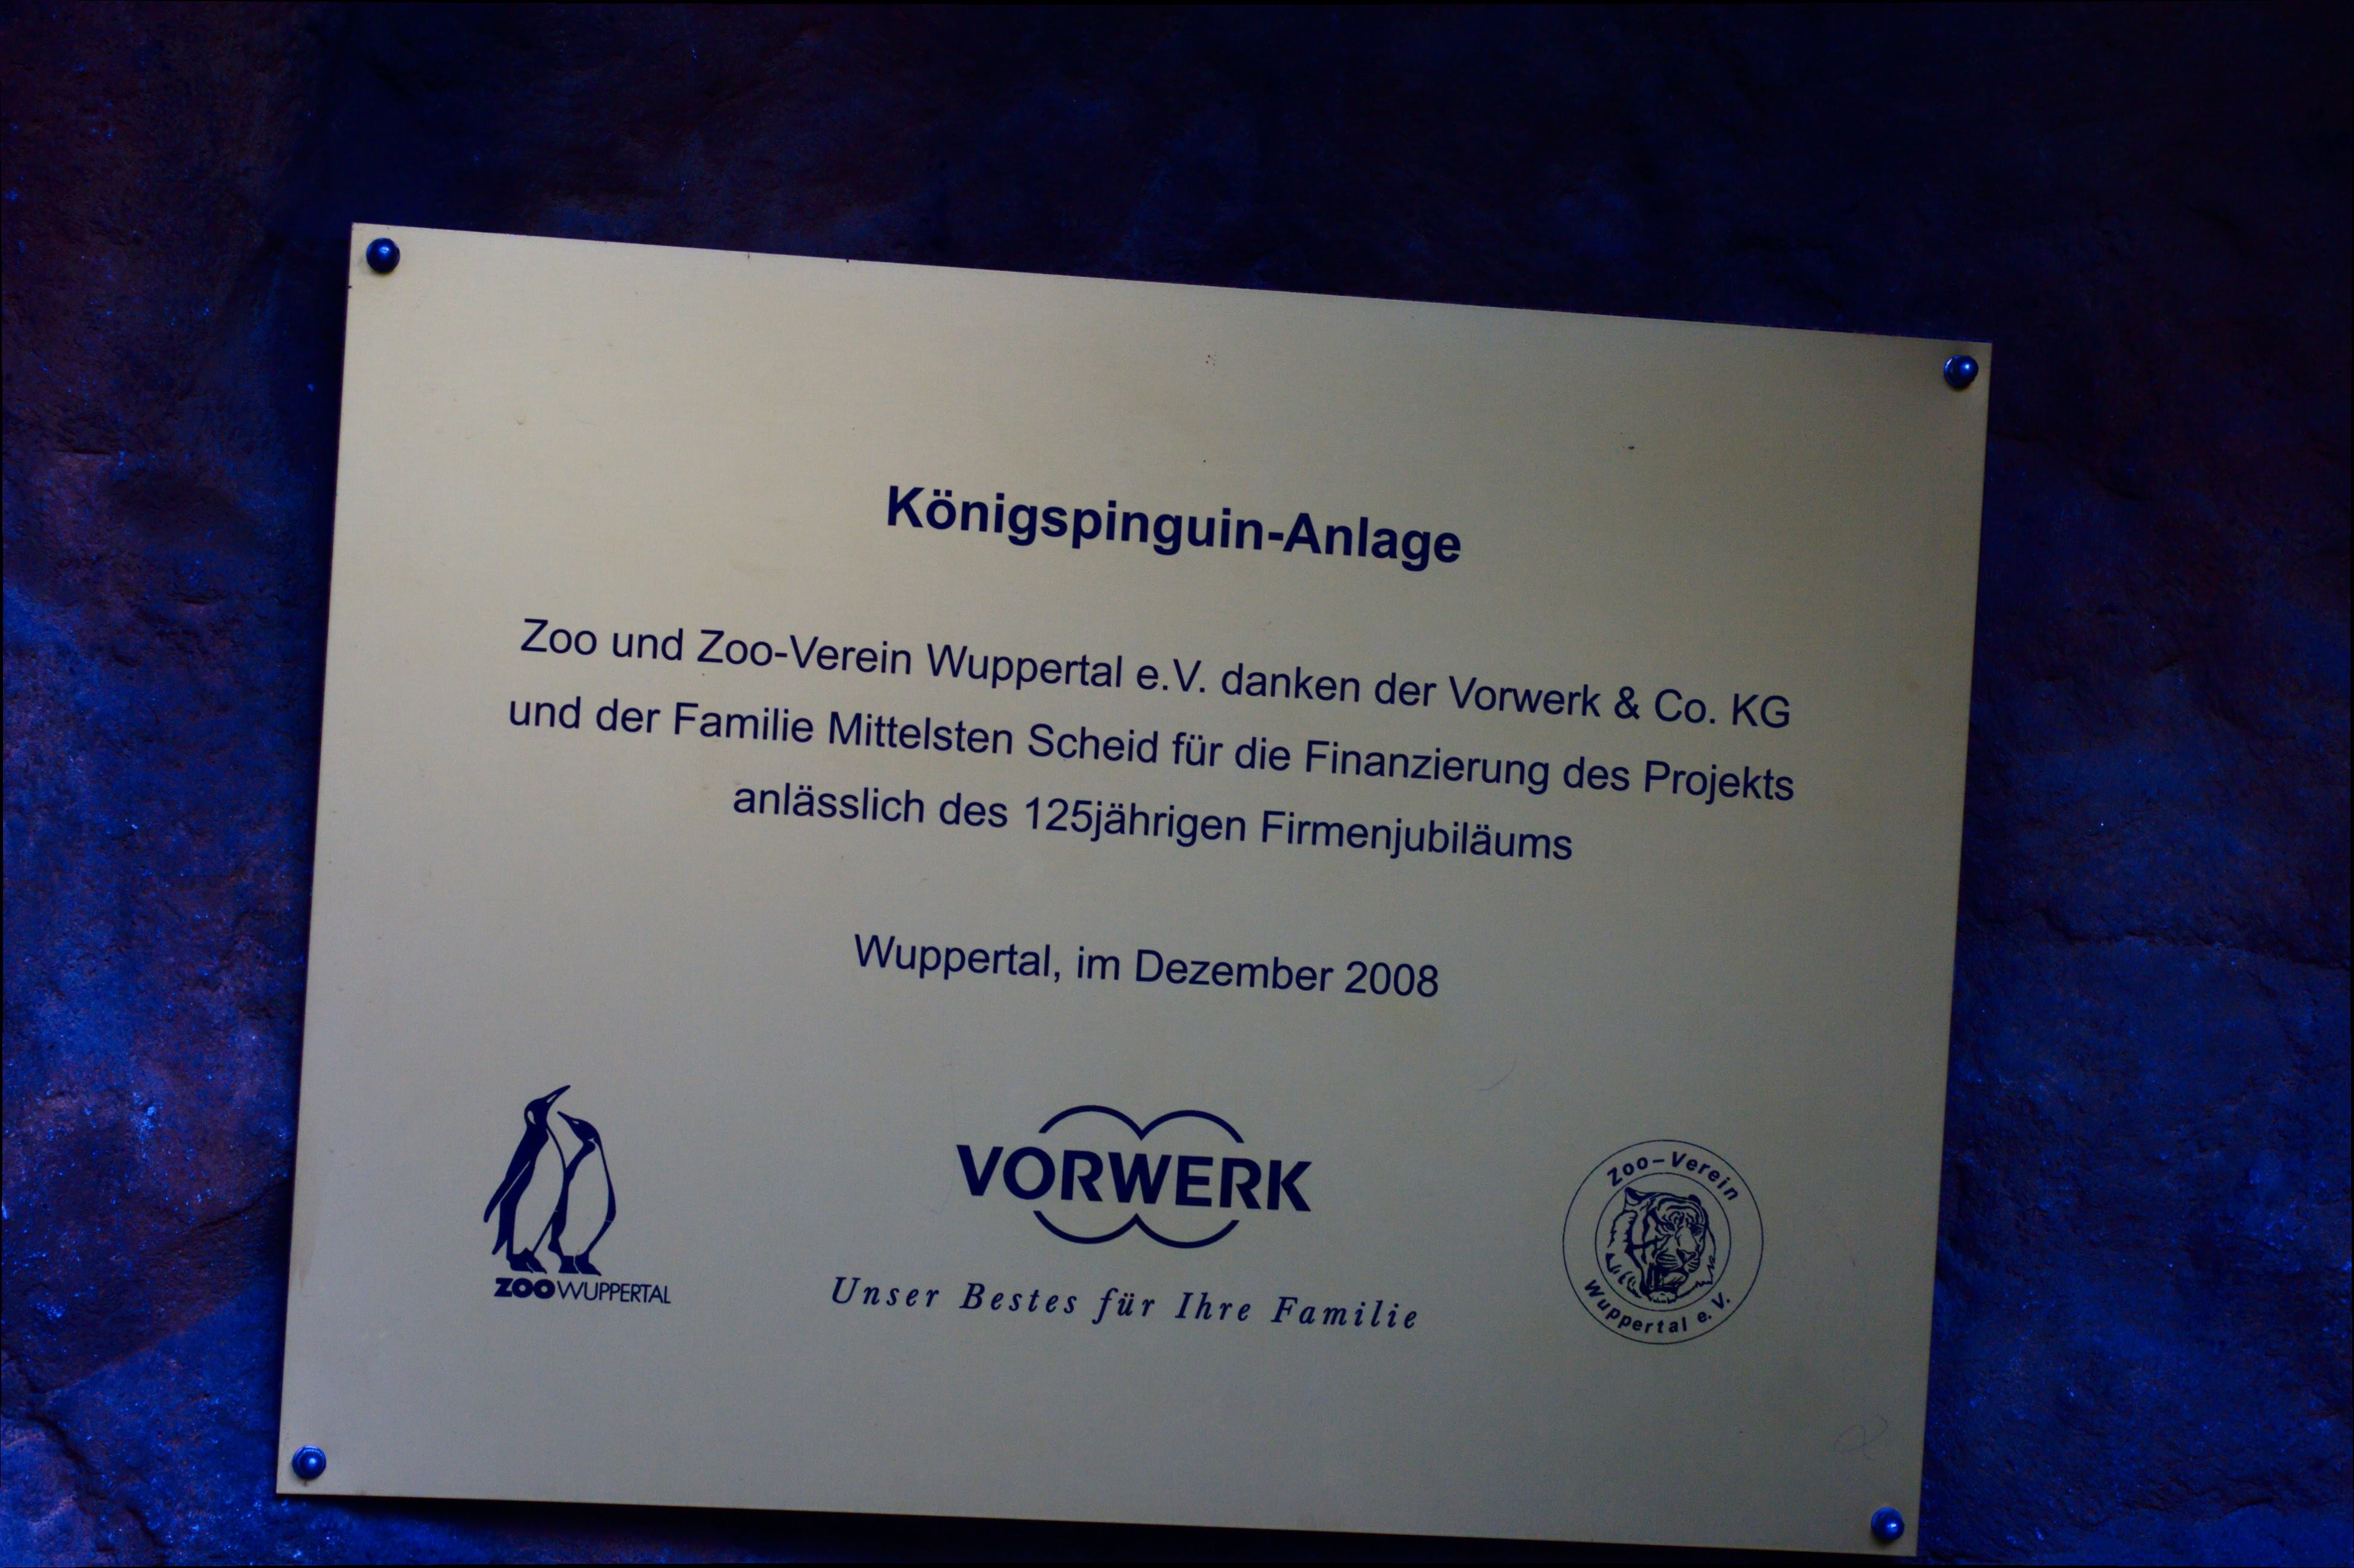 Königspinguin-Anlage
Zoo und Zoo-Verein Wuppertal e.V. danken der Vorwerk & Co. KG
und der Familie Mittelsten Scheid für die Finanzierung des Projekts
anlässlich des 125jährigen Firmenjubiläums
Wuppertal, im Dezember 2008
ZOO WUPPERTAL
VORWERK
Unser Bestes für Ihre Familie
Zoo-Verein
Wuppertal e.V.